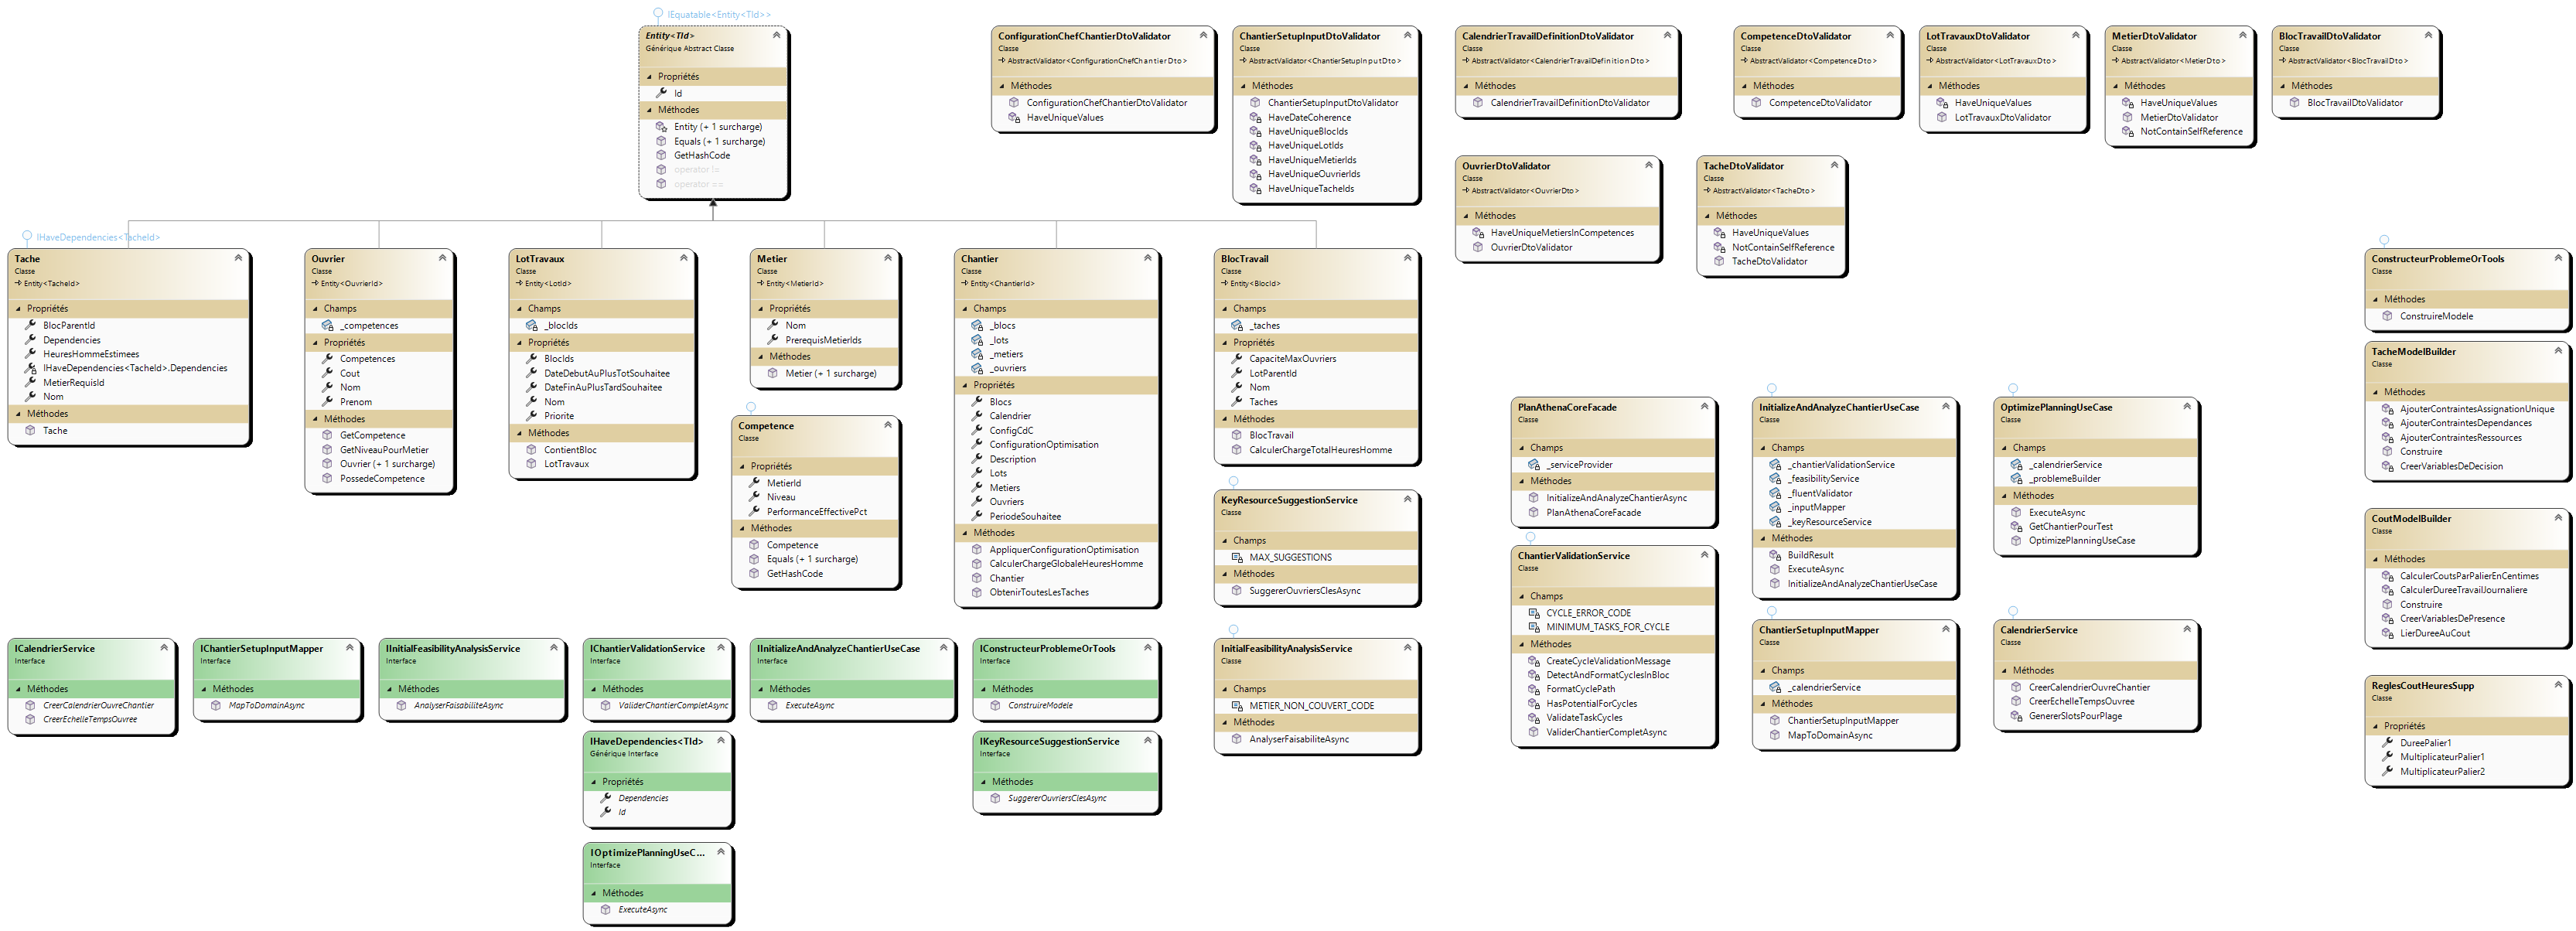 IEquatable<Entity<TId>>
Entity<TId>
Générique Abstract Classe
Propriétés
Id
Méthodes
Entity (+ 1 surcharge)
Equals (+ 1 surcharge)
GetHashCode
operator !=
operator ==
ConfigurationChefChantierDtoValidator
Classe
AbstractValidator<ConfigurationChefChantierDto>
Méthodes
ConfigurationChefChantierDtoValidator
HaveUniqueValues
ChantierSetupInputDtoValidator
Classe
AbstractValidator<ChantierSetupInputDto>
Méthodes
ChantierSetupInputDtoValidator
HaveDateCoherence
HaveUniqueBlocIds
HaveUniqueLotIds
HaveUniqueMetierIds
HaveUniqueOuvrierIds
HaveUniqueTacheIds
CalendrierTravailDefinitionDtoValidator
Classe
AbstractValidator<CalendrierTravailDefinitionDto>
Méthodes
CalendrierTravailDefinitionDtoValidator
CompetenceDtoValidator
Classe
AbstractValidator<CompetenceDto>
Méthodes
CompetenceDtoValidator
LotTravauxDtoValidator
Classe
AbstractValidator<LotTravauxDto>
Méthodes
HaveUniqueValues
LotTravauxDtoValidator
MetierDtoValidator
Classe
AbstractValidator<MetierDto>
Méthodes
HaveUniqueValues
MetierDtoValidator
NotContainSelfReference
BlocTravailDtoValidator
Classe
AbstractValidator<BlocTravailDto>
Méthodes
BlocTravailDtoValidator
OuvrierDtoValidator
Classe
AbstractValidator<OuvrierDto>
Méthodes
HaveUniqueMetiersInCompetences
OuvrierDtoValidator
TacheDtoValidator
Classe
AbstractValidator<TacheDto>
Méthodes
HaveUniqueValues
NotContainSelfReference
TacheDtoValidator
IHaveDependencies<TacheId>
Tache
Classe
Entity<TacheId>
Propriétés
BlocParentId
Dependencies
HeuresHommeEstimees
IHaveDependencies<TacheId>.Dependencies
MetierRequisId
Nom
Méthodes
Tache
Ouvrier
Classe
Entity<OuvrierId>
Champs
_competences
Propriétés
Competences
Cout
Nom
Prenom
Méthodes
GetCompetence
GetNiveauPourMetier
Ouvrier (+ 1 surcharge)
PossedeCompetence
LotTravaux
Classe
Entity<LotId>
Champs
_blocIds
Propriétés
BlocIds
DateDebutAuPlusTotSouhaitee
DateFinAuPlusTardSouhaitee
Nom
Priorite
Méthodes
ContientBloc
LotTravaux
Metier
Classe
Entity<MetierId>
Propriétés
Nom
PrerequisMetierIds
Méthodes
Metier (+ 1 surcharge)
Competence
Classe
Propriétés
MetierId
Niveau
PerformanceEffectivePct
Méthodes
Competence
Equals (+ 1 surcharge)
GetHashCode
Chantier
Classe
Entity<ChantierId>
Champs
_blocs
_lots
_metiers
_ouvriers
Propriétés
Blocs
Calendrier
ConfigCdC
ConfigurationOptimisation
Description
Lots
Metiers
Ouvriers
PeriodeSouhaitee
Méthodes
AppliquerConfigurationOptimisation
CalculerChargeGlobaleHeuresHomme
Chantier
ObtenirToutesLesTaches
BlocTravail
Classe
Entity<BlocId>
Champs
_taches
Propriétés
CapaciteMaxOuvriers
LotParentId
Nom
Taches
Méthodes
BlocTravail
CalculerChargeTotalHeuresHomme
KeyResourceSuggestionService
Classe
Champs
MAX_SUGGESTIONS
Méthodes
SuggererOuvriersClesAsync
InitialFeasibilityAnalysisService
Classe
Champs
METIER_NON_COUVERT_CODE
Méthodes
AnalyserFaisabiliteAsync
PlanAthenaCoreFacade
Classe
Champs
_serviceProvider
Méthodes
InitializeAndAnalyzeChantierAsync
PlanAthenaCoreFacade
ChantierValidationService
Classe
Champs
CYCLE_ERROR_CODE
MINIMUM_TASKS_FOR_CYCLE
Méthodes
CreateCycleValidationMessage
DetectAndFormatCyclesInBloc
FormatCyclePath
HasPotentialForCycles
ValidateTaskCycles
ValiderChantierCompletAsync
InitializeAndAnalyzeChantierUseCase
Classe
Champs
_chantierValidationService
_feasibilityService
_fluentValidator
_inputMapper
_keyResourceService
Méthodes
BuildResult
ExecuteAsync
InitializeAndAnalyzeChantierUseCase
ChantierSetupInputMapper
Classe
Champs
_calendrierService
Méthodes
ChantierSetupInputMapper
MapToDomainAsync
OptimizePlanningUseCase
Classe
Champs
_calendrierService
_problemeBuilder
Méthodes
ExecuteAsync
GetChantierPourTest
OptimizePlanningUseCase
CalendrierService
Classe
Méthodes
CreerCalendrierOuvreChantier
CreerEchelleTempsOuvree
GenererSlotsPourPlage
ConstructeurProblemeOrTools
Classe
Méthodes
ConstruireModele
TacheModelBuilder
Classe
Méthodes
AjouterContraintesAssignationUnique
AjouterContraintesDependances
AjouterContraintesRessources
Construire
CreerVariablesDeDecision
CoutModelBuilder
Classe
Méthodes
CalculerCoutsParPalierEnCentimes
CalculerDureeTravailJournaliere
Construire
CreerVariablesDePresence
LierDureeAuCout
ReglesCoutHeuresSupp
Classe
Propriétés
DureePalier1
MultiplicateurPalier1
MultiplicateurPalier2
ICalendrierService
Interface
Méthodes
CreerCalendrierOuvreChantier
CreerEchelleTempsOuvree
IChantierSetupInputMapper
Interface
Méthodes
MapToDomainAsync
IInitialFeasibilityAnalysisService
Interface
Méthodes
AnalyserFaisabiliteAsync
IChantierValidationService
Interface
Méthodes
ValiderChantierCompletAsync
IInitializeAndAnalyzeChantierUseCase
Interface
Méthodes
ExecuteAsync
IConstructeurProblemeOrTools
Interface
Méthodes
ConstruireModele
IHaveDependencies<TId>
Générique Interface
Propriétés
Dependencies
Id
IKeyResourceSuggestionService
Interface
Méthodes
SuggererOuvriersClesAsync
IOptimizePlanningUseC...
Interface
Méthodes
ExecuteAsync